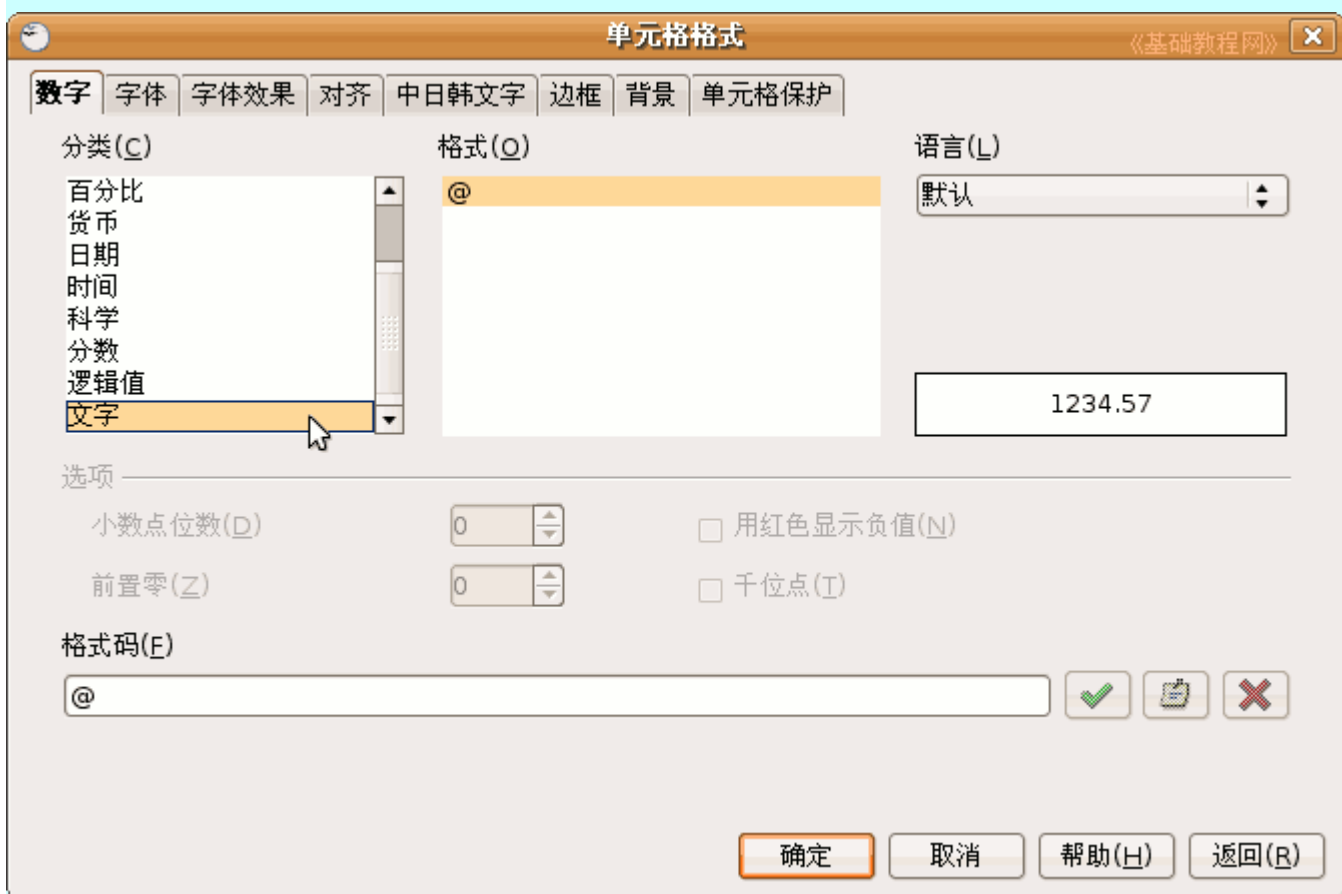 单元格格式
《基础教程网》
数字 字体 字体效果 对齐 中日韩文字 边框 背景 单元格保护
分类(C) 格式(O) 语言(L)
百分比 @ 默认
货币
日期
时间
科学
分数
逻辑值
文字 1234.57
选项
小数点位数(D) 0 用红色显示负值(N)
前置零(Z) 0 千位点(T)
格式码(F)
@
确定 取消 帮助(H) 返回(R)